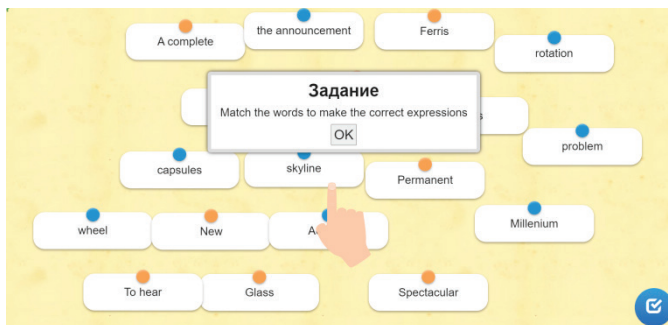 the announcement
Ferris
A complete
rotation
Задание
Match the words to make the correct expressions
OK
problem
capsules
skyline
Permanent
Millenium
wheel
New
To hear
Glass
Spectacular